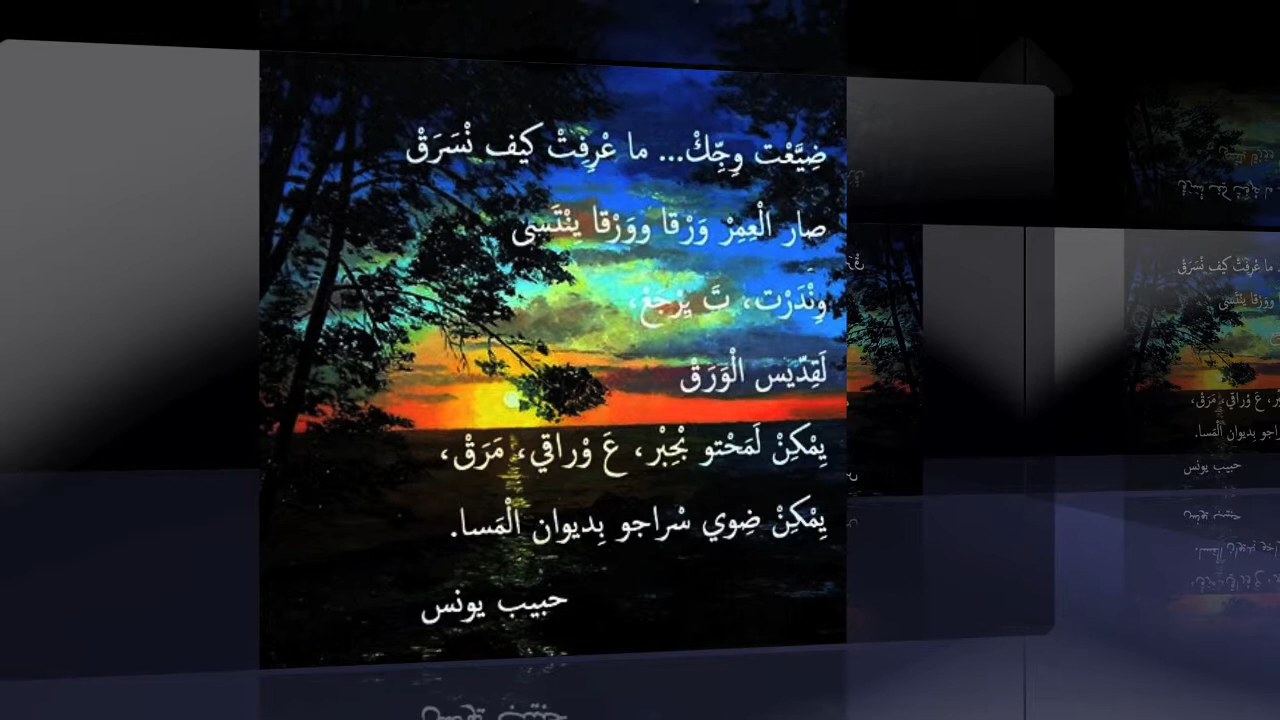 ضِيَّعْت وِجِّكْ... ما عْرِفِتْ كيف نْسَرَقْ
صار الْعِمِرْ وَرْقا ووَرْقا يِنْتَسى
وِنْدَرْت، تَ يِرْجَعْ،
لَقِدّيس الْوَرَقْ
يِمْكِنْ لَمَحْتو بْحِبْر، عَ وْراقي، مَرَقْ،
يِمْكِنْ ضِوي سْراجو بِديوان الْمَسا.
حبيب يونس